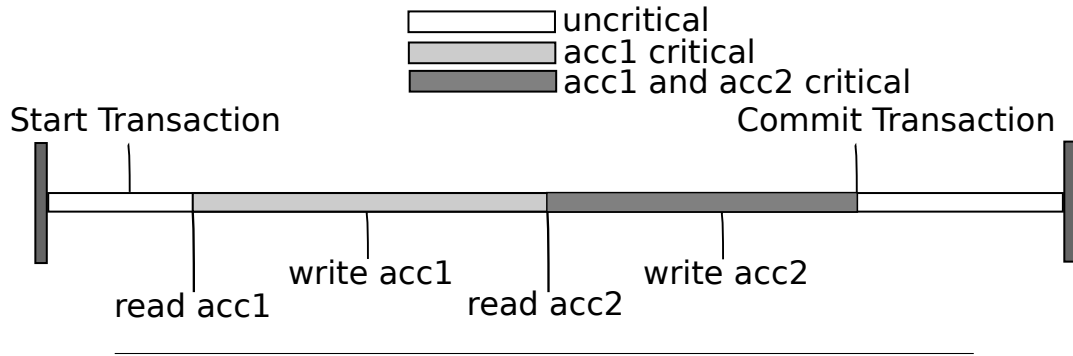 uncritical
acc1 critical
acc1 and acc2 critical
Start Transaction
Commit Transaction
write acc1
write acc2
read acc1
read acc2